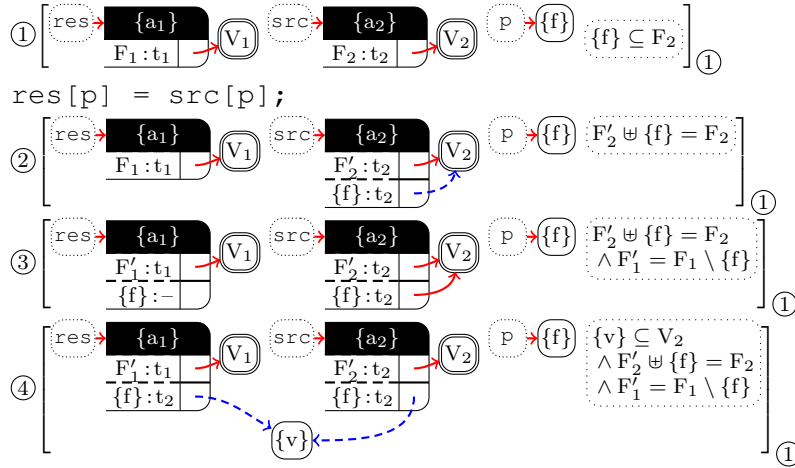 ① res {a₁} F₁:t₁ V₁ src {a₂} F₂:t₂ V₂ p {f} {f} ⊆ F₂ ①
res[p] = src[p];
② res {a₁} F₁:t₁ V₁ src {a₂} F′₂:t₂ {f}:t₂ V₂ p {f} F′₂ ⊎ {f} = F₂ ①
③ res {a₁} F′₁:t₁ {f}:– V₁ src {a₂} F′₂:t₂ {f}:t₂ V₂ p {f} F′₂ ⊎ {f} = F₂ ∧ F′₁ = F₁ \ {f} ①
④ res {a₁} F′₁:t₁ {f}:t₂ V₁ src {a₂} F′₂:t₂ {f}:t₂ V₂ p {f} {v} ⊆ V₂ ∧ F′₂ ⊎ {f} = F₂ ∧ F′₁ = F₁ \ {f} ①
{v}